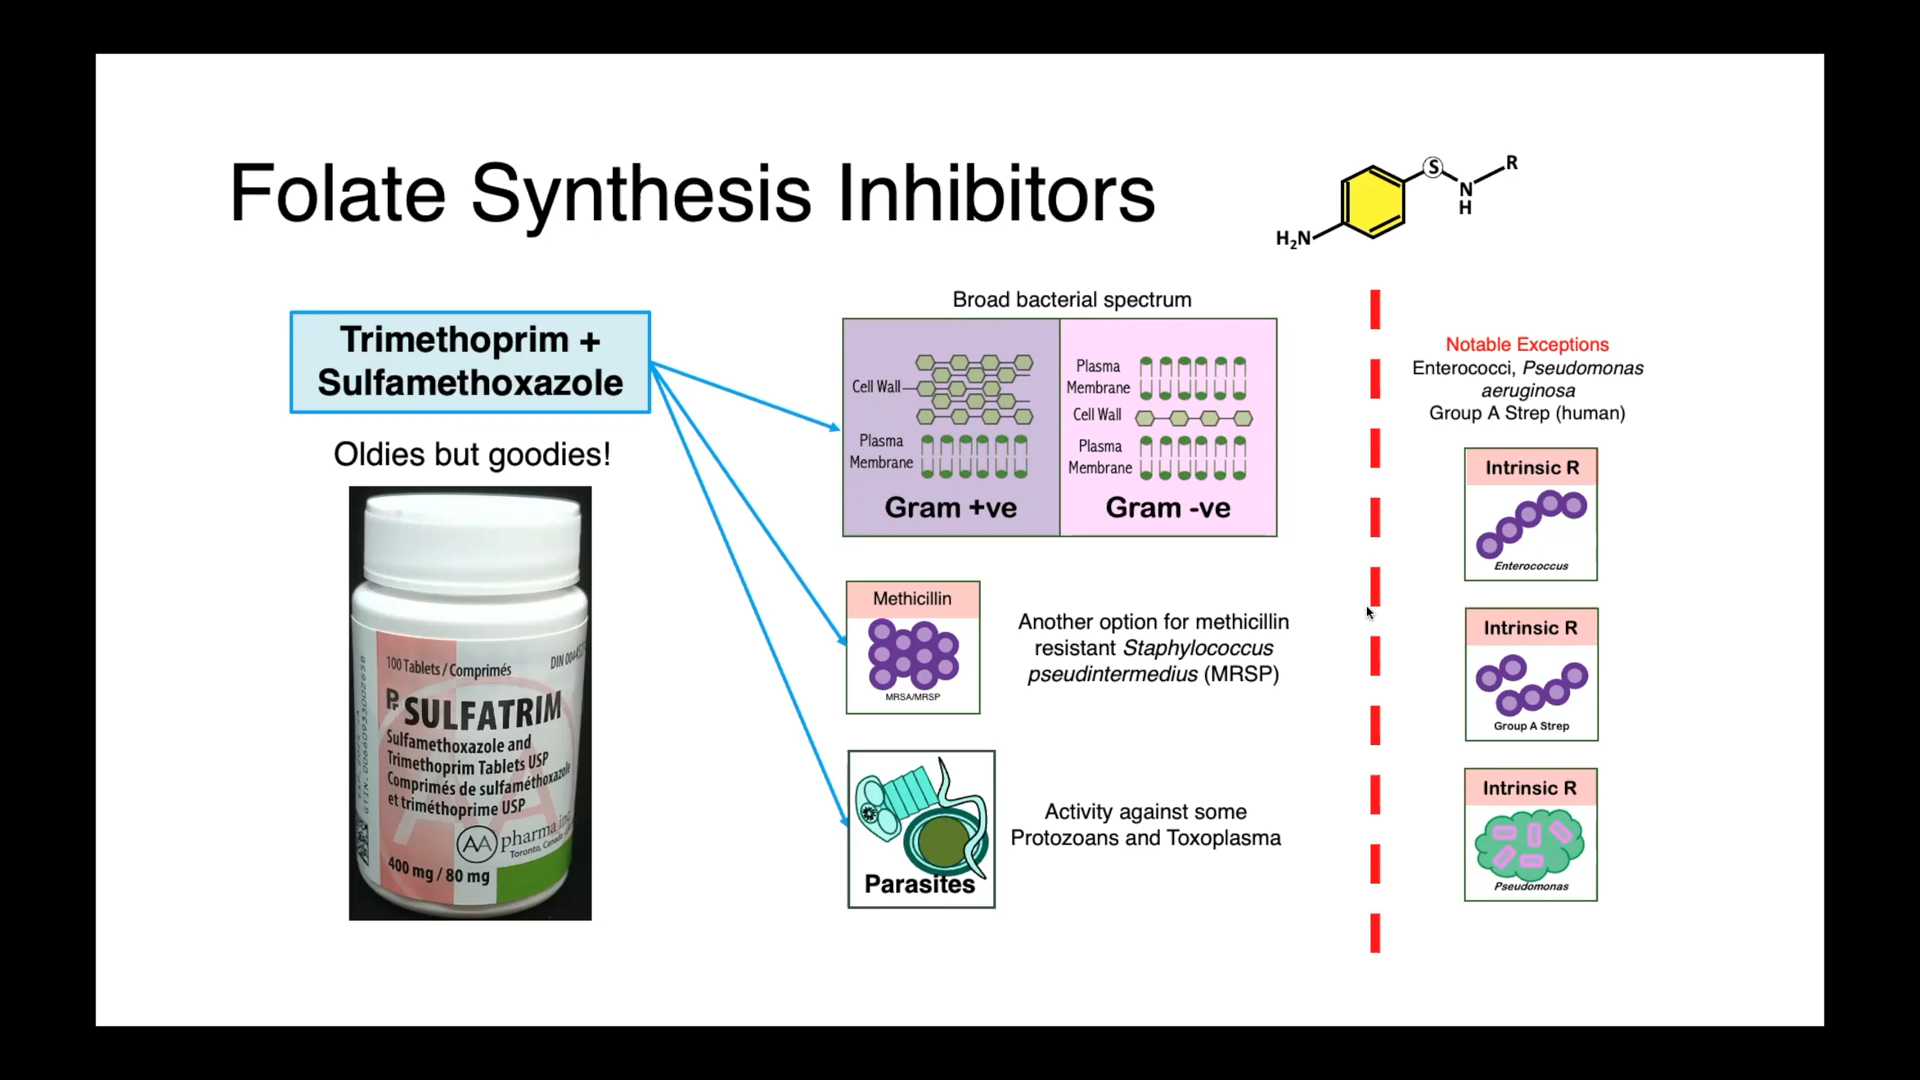 Folate Synthesis Inhibitors
S
R
N
H
H₂N
Trimethoprim +
Sulfamethoxazole
Oldies but goodies!
100 Tablets / Comprimés
Pr SULFATRIM
Sulfamethoxazole and
Trimethoprim Tablets USP
Comprimés de sulfaméthoxazole
et triméthoprime USP
AA pharma inc.
Toronto, Canada
400 mg / 80 mg
Broad bacterial spectrum
Cell Wall
Plasma
Membrane
Gram +ve
Plasma
Membrane
Cell Wall
Plasma
Membrane
Gram -ve
Methicillin
MRSA/MRSP
Another option for methicillin
resistant Staphylococcus
pseudintermedius (MRSP)
Parasites
Activity against some
Protozoans and Toxoplasma
Notable Exceptions
Enterococci, Pseudomonas
aeruginosa
Group A Strep (human)
Intrinsic R
Enterococcus
Intrinsic R
Group A Strep
Intrinsic R
Pseudomonas